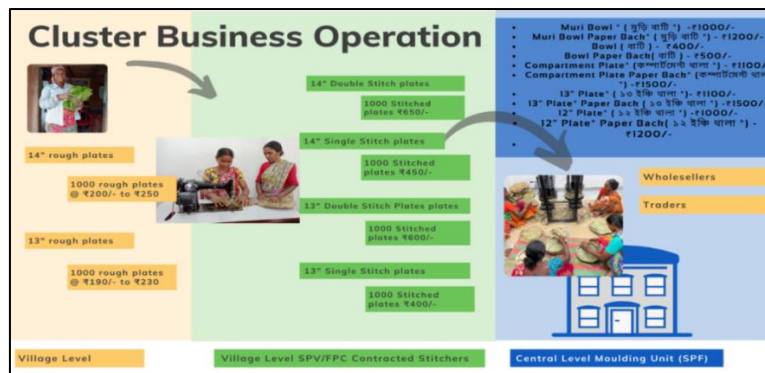 Cluster Business Operation
14" rough plates
1000 rough plates
@ ₹200/- to ₹250
13" rough plates
1000 rough plates
@ ₹190/- to ₹230
Village Level
14" Double Stitch plates
1000 Stitched
plates ₹650/-
14" Single Stitch plates
1000 Stitched
plates ₹450/-
13" Double Stitch Plates plates
1000 Stitched
plates ₹600/-
13" Single Stitch plates
1000 Stitched
plates ₹400/-
Village Level SPV/FPC Contracted Stitchers
Muri Bowl* ( মুড়ি বাটি *) -₹1000/-
Muri Bowl Paper Back* ( মুড়ি বাটি *) - ₹1200/-
Bowl ( বাটি ) - ₹400/-
Bowl Paper Back( বাটি ) - ₹500/-
Compartment Plate* (কম্পার্টমেন্ট থালা *) - ₹1100/
Compartment Plate Paper Back* (কম্পার্টমেন্ট থাল
*) -₹1500/-
13" Plate* ( ১৩ ইঞ্চি থালা *)- ₹1100/-
13" Plate* Paper Back ( ১৩ ইঞ্চি থালা *) -₹1500/-
12" Plate* ( ১২ ইঞ্চি থালা *) -₹1000/-
12" Plate* Paper Back( ১২ ইঞ্চি থালা *) -
₹1200/-
Wholesellers
Traders
Central Level Moulding Unit (SPF)